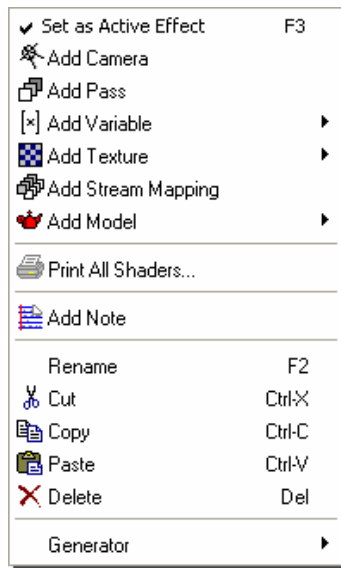 Set as Active Effect F3
Add Camera
Add Pass
Add Variable
Add Texture
Add Stream Mapping
Add Model
Print All Shaders...
Add Note
Rename F2
Cut Ctrl-X
Copy Ctrl-C
Paste Ctrl-V
Delete Del
Generator